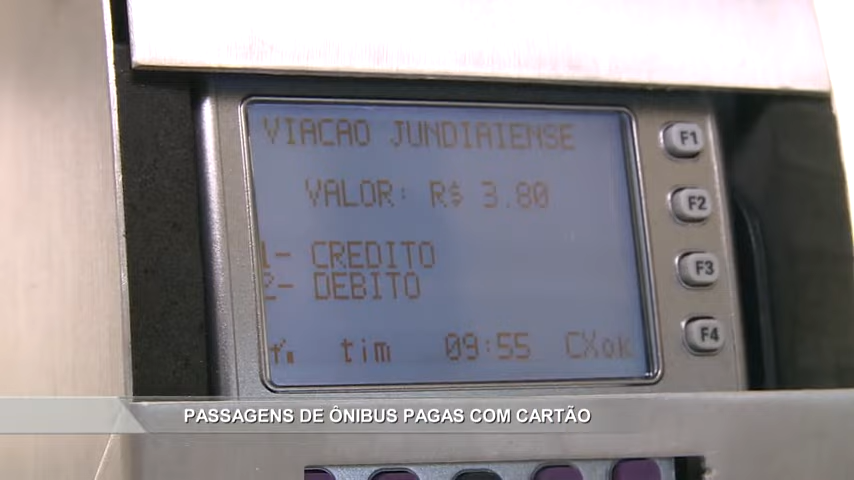 VIACAO JUNDIAIENSE
VALOR: R$ 3.80
1- CREDITO
2- DEBITO
tim 09:55 CXok
F1
F2
F3
F4
PASSAGENS DE ÔNIBUS PAGAS COM CARTÃO